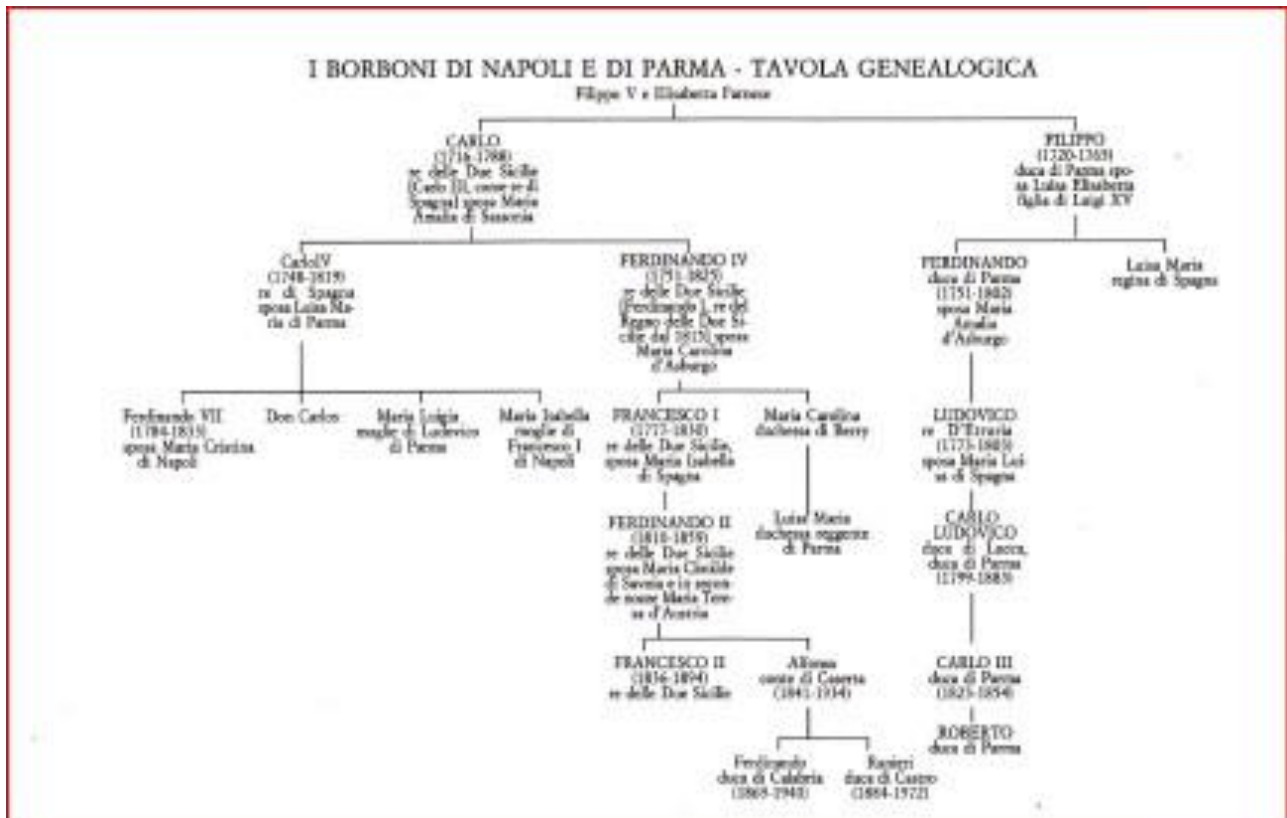 I BORBONI DI NAPOLI E DI PARMA - TAVOLA GENEALOGICA
Filippo V e Elisabetta Farnese
CARLO
(1716-1788)
re delle Due Sicilie
[Carlo III, come re di
Spagna] sposa Maria
Amalia di Sassonia
FILIPPO
(1720-1765)
duca di Parma spo-
sa Luisa Elisabetta
figlia di Luigi XV
Carlo IV
(1748-1819)
re di Spagna
sposa Luisa Ma-
ria di Parma
FERDINANDO IV
(1751-1825)
re delle Due Sicilie
[Ferdinando I, re del
Regno delle Due Si-
cilie dal 1815] sposa
Maria Carolina
d'Asburgo
FERDINANDO
duca di Parma
(1751-1802)
sposa Maria
Amalia
d'Asburgo
Luisa Maria
regina di Spagna
Ferdinando VII
(1784-1833)
sposa Maria Cristina
di Napoli
Don Carlos
Maria Luigia
moglie di Ludovico
di Parma
Maria Isabella
moglie di
Francesco I
di Napoli
FRANCESCO I
(1777-1830)
re delle Due Sicilie,
sposa Maria Isabella
di Spagna
Maria Carolina
duchessa di Berry
LUDOVICO
re D'Etruria
(1773-1803)
sposa Maria Lui-
sa di Spagna
FERDINANDO II
(1810-1859)
re delle Due Sicilie
sposa Maria
di Savoia e in secon-
de nozze Maria Tere-
sa d'Austria
Luisa Maria
duchessa reggente
di Parma
CARLO
LUDOVICO
duca di Lucca,
duca di Parma
(1799-1883)
FRANCESCO II
(1836-1894)
re delle Due Sicilie
Alfonso
conte di Caserta
(1841-1934)
CARLO III
duca di Parma
(1823-1854)
ROBERTO
duca di Parma
Ferdinando
duca di Calabria
(1869-1940)
Ranieri
duca di Castro
(1884-1972)